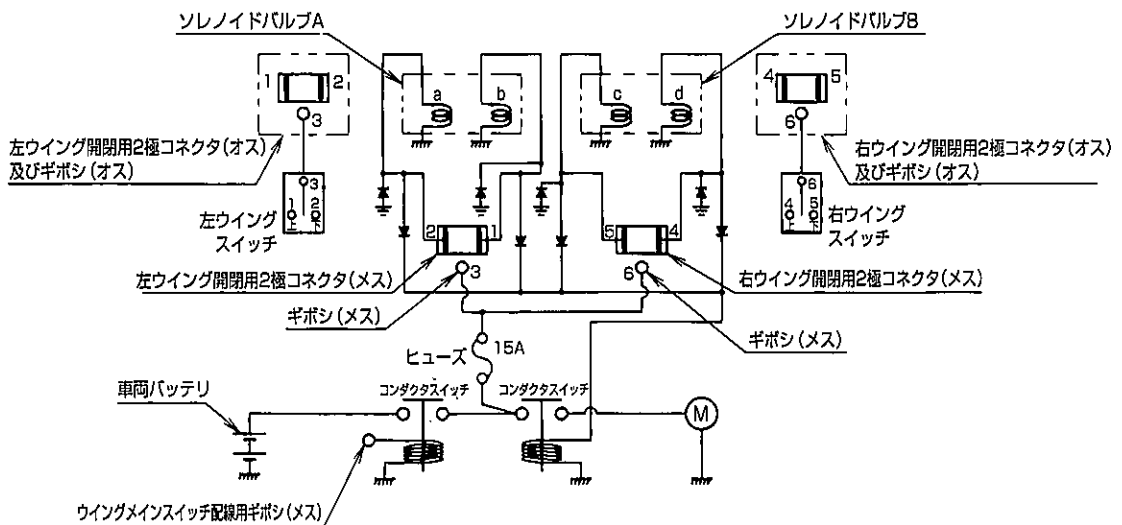 ソレノイドバルブA
ソレノイドバルブB
1
2
3
a
b
c
d
4
5
6
左ウイング開閉用2極コネクタ(オス)
及びギボシ(オス)
右ウイング開閉用2極コネクタ(オス)
及びギボシ(オス)
3
1
2
上
下
左ウイング
スイッチ
6
4
5
上
下
右ウイング
スイッチ
2
1
5
4
3
6
左ウイング開閉用2極コネクタ(メス)
右ウイング開閉用2極コネクタ(メス)
ギボシ(メス)
ギボシ(メス)
ヒューズ
15A
車両バッテリ
コンダクタスイッチ
コンダクタスイッチ
M
ウイングメインスイッチ配線用ギボシ(メス)